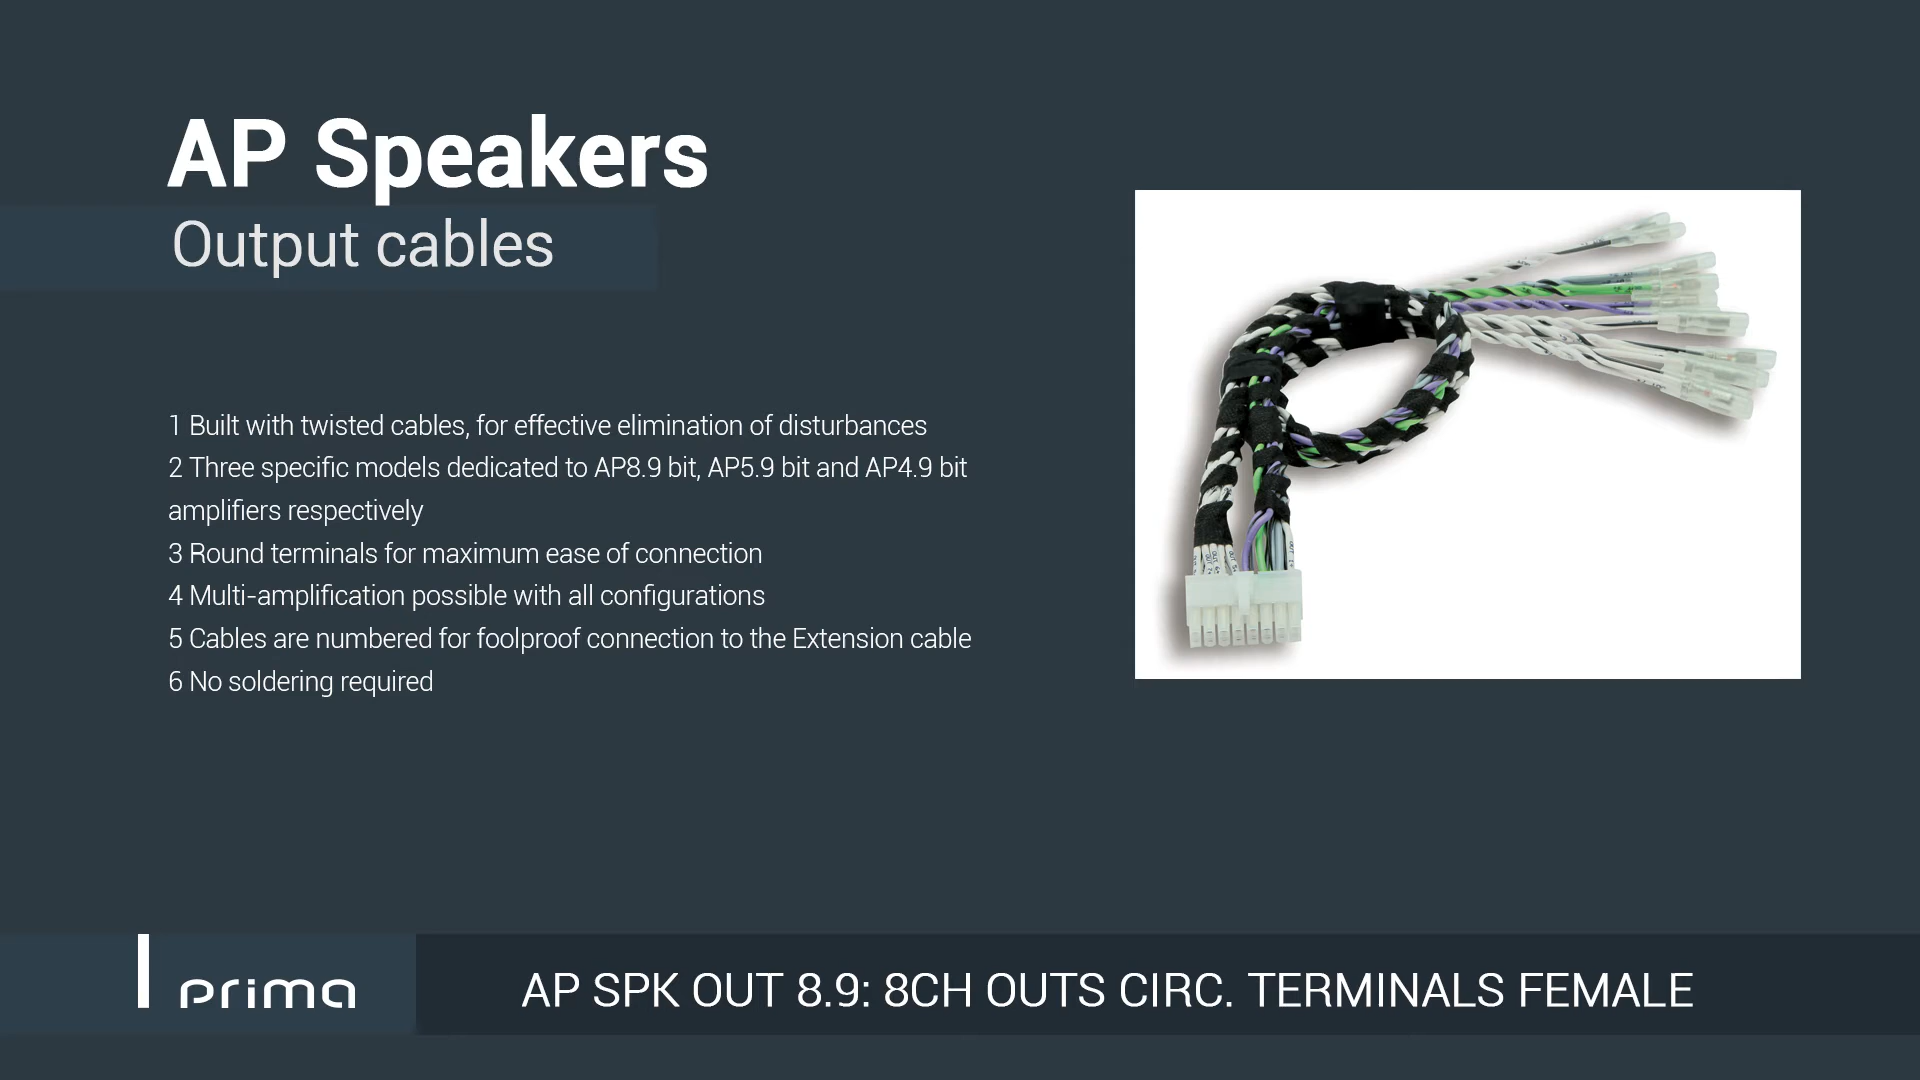 AP Speakers
Output cables
1 Built with twisted cables, for effective elimination of disturbances
2 Three specific models dedicated to AP8.9 bit, AP5.9 bit and AP4.9 bit
amplifiers respectively
3 Round terminals for maximum ease of connection
4 Multi-amplification possible with all configurations
5 Cables are numbered for foolproof connection to the Extension cable
6 No soldering required
prima
AP SPK OUT 8.9: 8CH OUTS CIRC. TERMINALS FEMALE